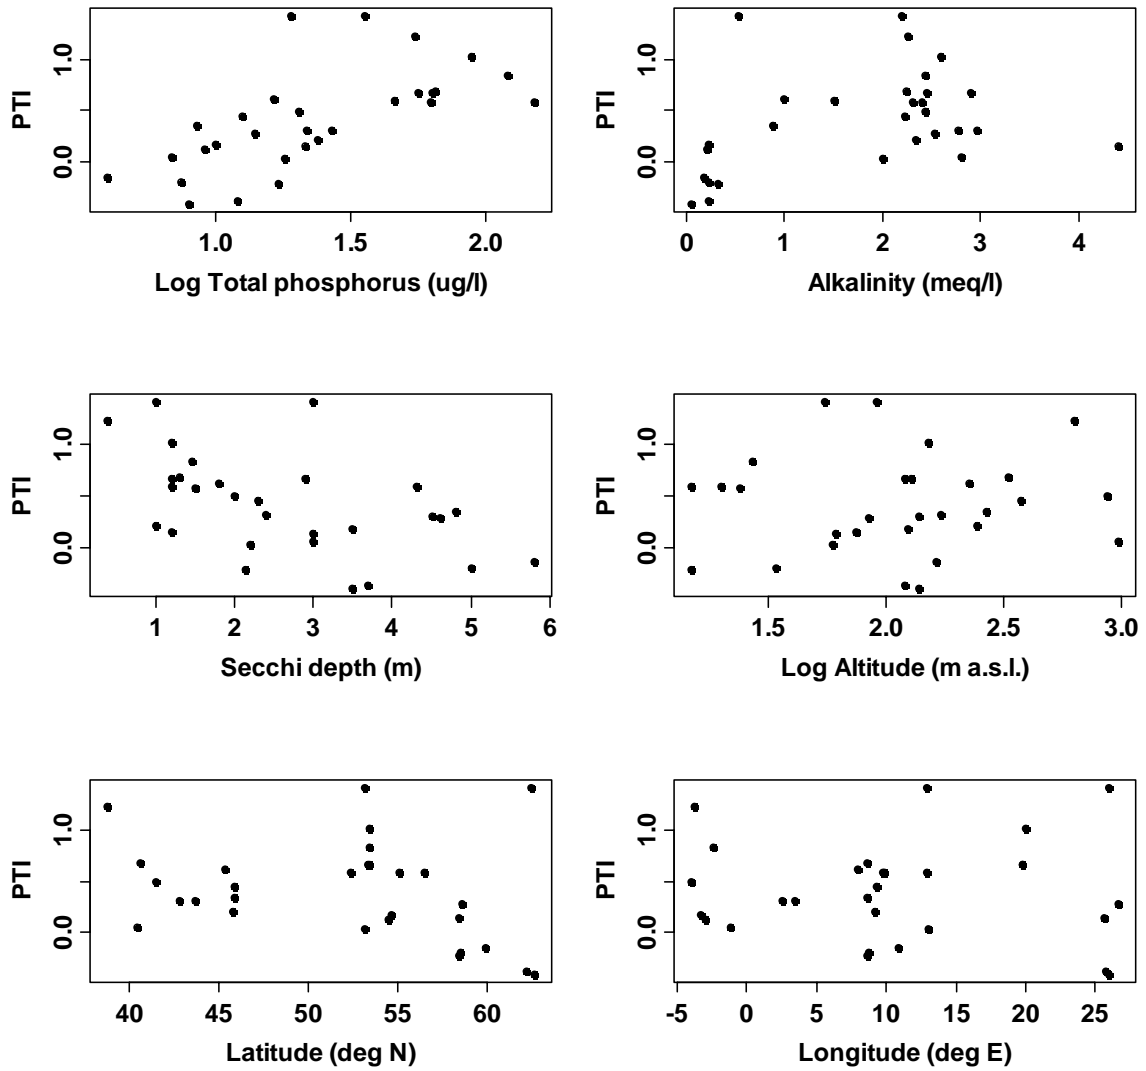 PTI
1.0
0.0
1.0 1.5 2.0
Log Total phosphorus (ug/l)
PTI
1.0
0.0
0 1 2 3 4
Alkalinity (meq/l)
PTI
1.0
0.0
1 2 3 4 5 6
Secchi depth (m)
PTI
1.0
0.0
1.5 2.0 2.5 3.0
Log Altitude (m a.s.l.)
PTI
1.0
0.0
40 45 50 55 60
Latitude (deg N)
PTI
1.0
0.0
-5 0 5 10 15 20 25
Longitude (deg E)